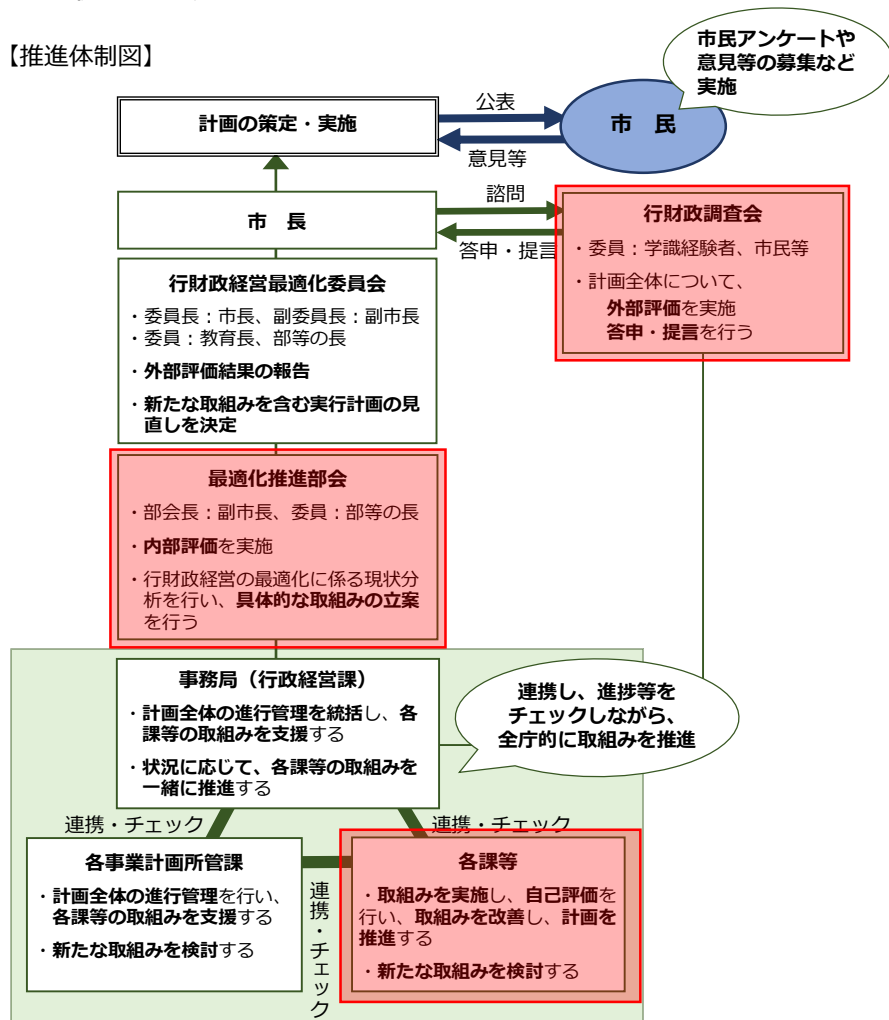 【推進体制図】
市民アンケートや
意見等の募集など
実施
計画の策定・実施
公表
意見等
市　民
市　長
諮問
答申・提言
行財政調査会
・委員：学識経験者、市民等
・計画全体について、
外部評価を実施
答申・提言を行う
行財政経営最適化委員会
・委員長：市長、副委員長：副市長
・委員：教育長、部等の長
・外部評価結果の報告
・新たな取組みを含む実行計画の見
直しを決定
最適化推進部会
・部会長：副市長、委員：部等の長
・内部評価を実施
・行財政経営の最適化に係る現状分
析を行い、具体的な取組みの立案
を行う
事務局（行政経営課）
・計画全体の進行管理を統括し、各
課等の取組みを支援する
・状況に応じて、各課等の取組みを
一緒に推進する
連携し、進捗等を
チェックしながら、
全庁的に取組みを推進
連携・チェック
連携・チェック
各事業計画所管課
・計画全体の進行管理を行い、
各課等の取組みを支援する
・新たな取組みを検討する
連携・チェック
各課等
・取組みを実施し、自己評価を
行い、取組みを改善し、計画を
推進する
・新たな取組みを検討する